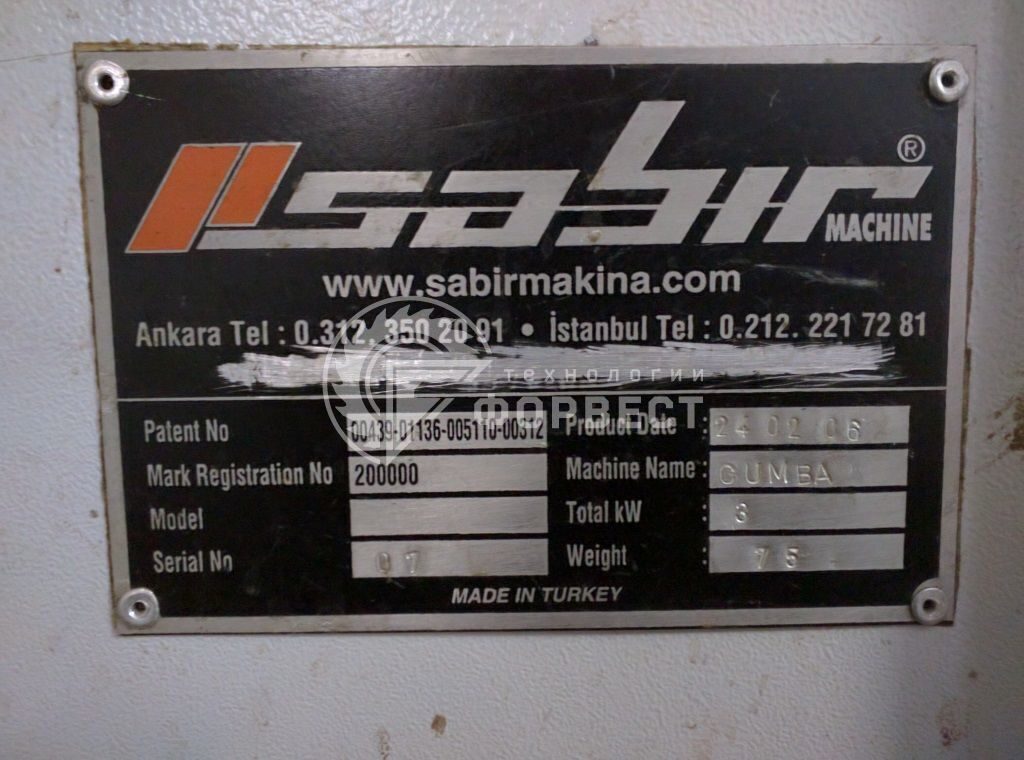 sabır ®
MACHINE
www.sabirmakina.com
Ankara Tel : 0.312. 350 20 91 • İstanbul Tel : 0.212. 221 72 81
технологии
ФОРВЕСТ
Patent No 00439-01136-005110-00312 Product Date : 24 02 06
Mark Registration No 200000 Machine Name : CUMBA
Model Total kW : 3
Serial No 07 Weight : 75
MADE IN TURKEY